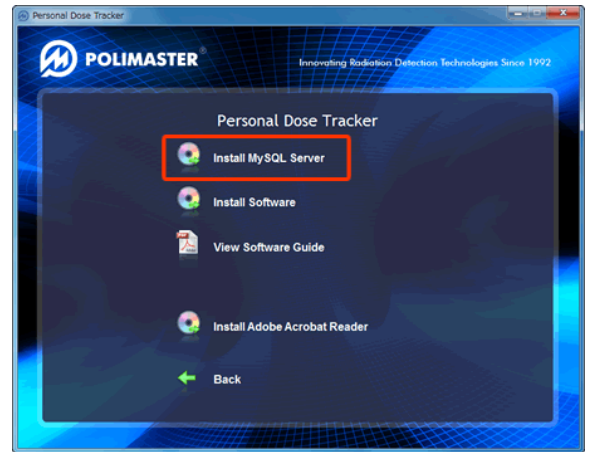 Personal Dose Tracker
POLIMASTER®
Innovating Radiation Detection Technologies Since 1992
Personal Dose Tracker
Install MySQL Server
Install Software
View Software Guide
Install Adobe Acrobat Reader
Back